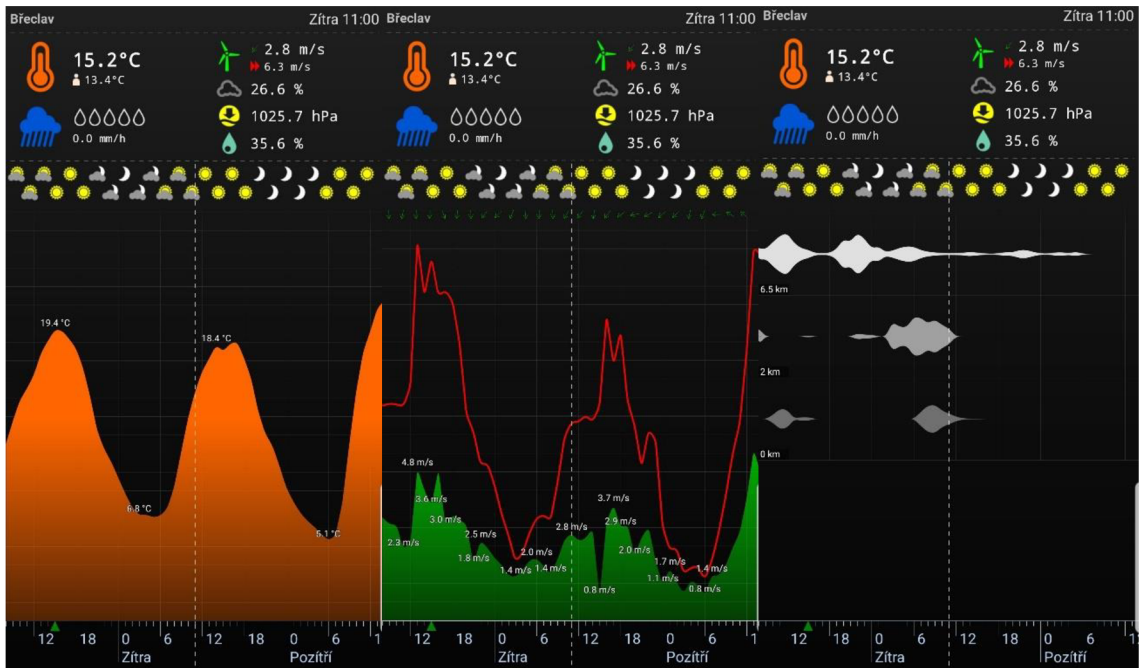 Břeclav Zítra 11:00
15.2°C
13.4°C
0.0 mm/h
2.8 m/s
6.3 m/s
26.6 %
1025.7 hPa
35.6 %
19.4 °C
18.4 °C
6.8 °C
5.1 °C
12 18 0 6 12 18 0 6
Zítra Pozítří
Břeclav Zítra 11:00
15.2°C
13.4°C
0.0 mm/h
2.8 m/s
6.3 m/s
26.6 %
1025.7 hPa
35.6 %
4.8 m/s
3.6 m/s
3.0 m/s
2.3 m/s
2.5 m/s
1.8 m/s
1.4 m/s
2.0 m/s
1.4 m/s
2.8 m/s
0.8 m/s
3.7 m/s
2.9 m/s
2.0 m/s
1.7 m/s
1.1 m/s
1.4 m/s
0.8 m/s
12 18 0 6 12 18 0 6
Zítra Pozítří
Břeclav Zítra 11:00
15.2°C
13.4°C
0.0 mm/h
2.8 m/s
6.3 m/s
26.6 %
1025.7 hPa
35.6 %
6.5 km
2 km
0 km
12 18 0 6 12 18 0 6
Zítra Pozítří